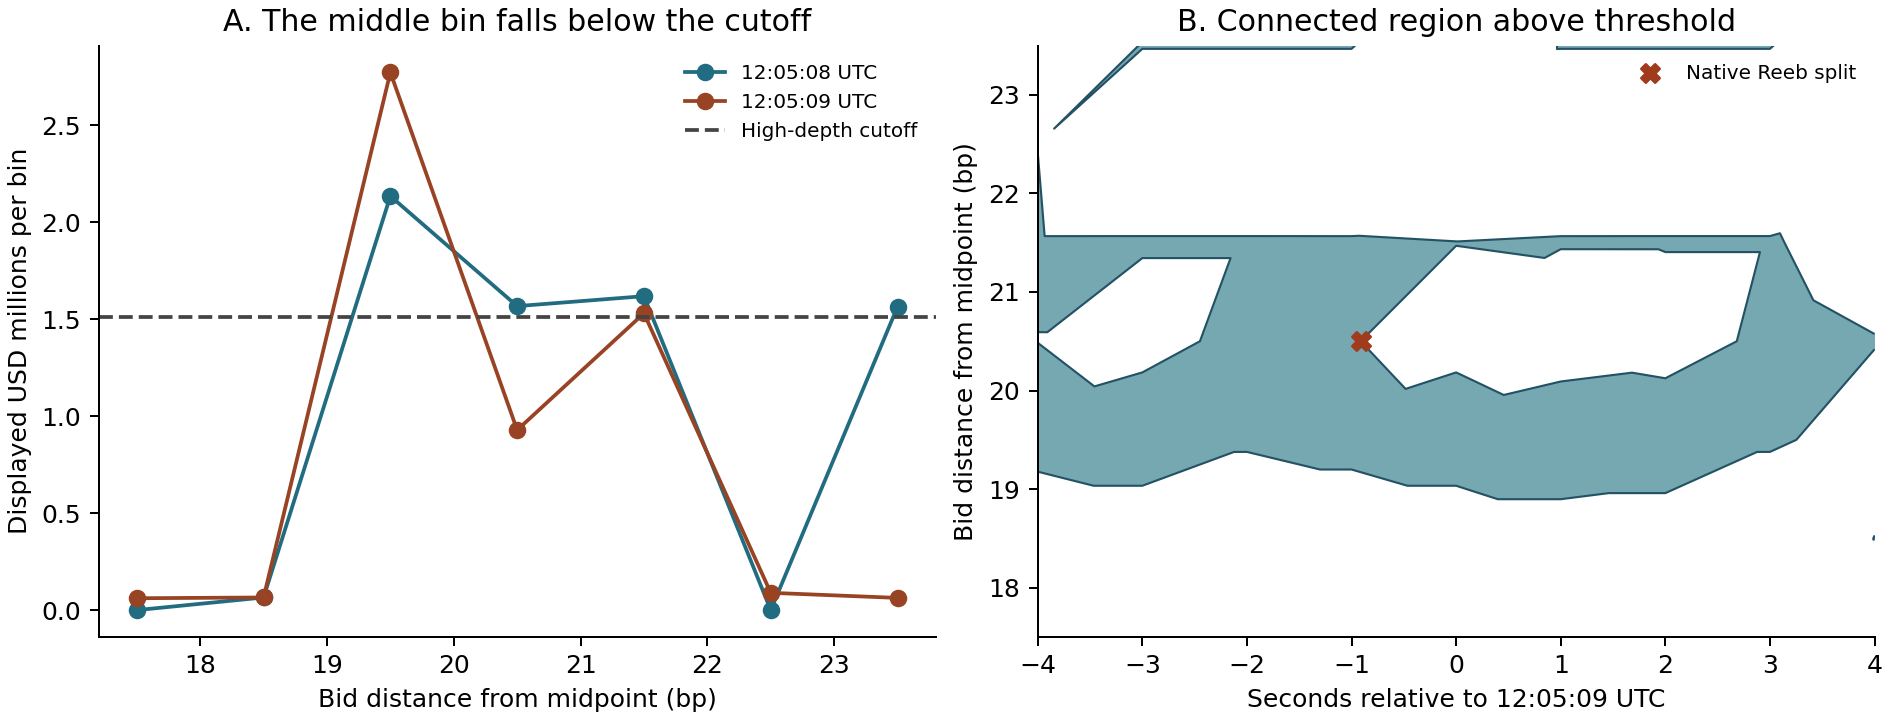 A. The middle bin falls below the cutoff
12:05:08 UTC
12:05:09 UTC
High-depth cutoff
2.5
2.0
1.5
1.0
0.5
0.0
Displayed USD millions per bin
18 19 20 21 22 23
Bid distance from midpoint (bp)
B. Connected region above threshold
Native Reeb split
23
22
21
20
19
18
Bid distance from midpoint (bp)
−4 −3 −2 −1 0 1 2 3 4
Seconds relative to 12:05:09 UTC